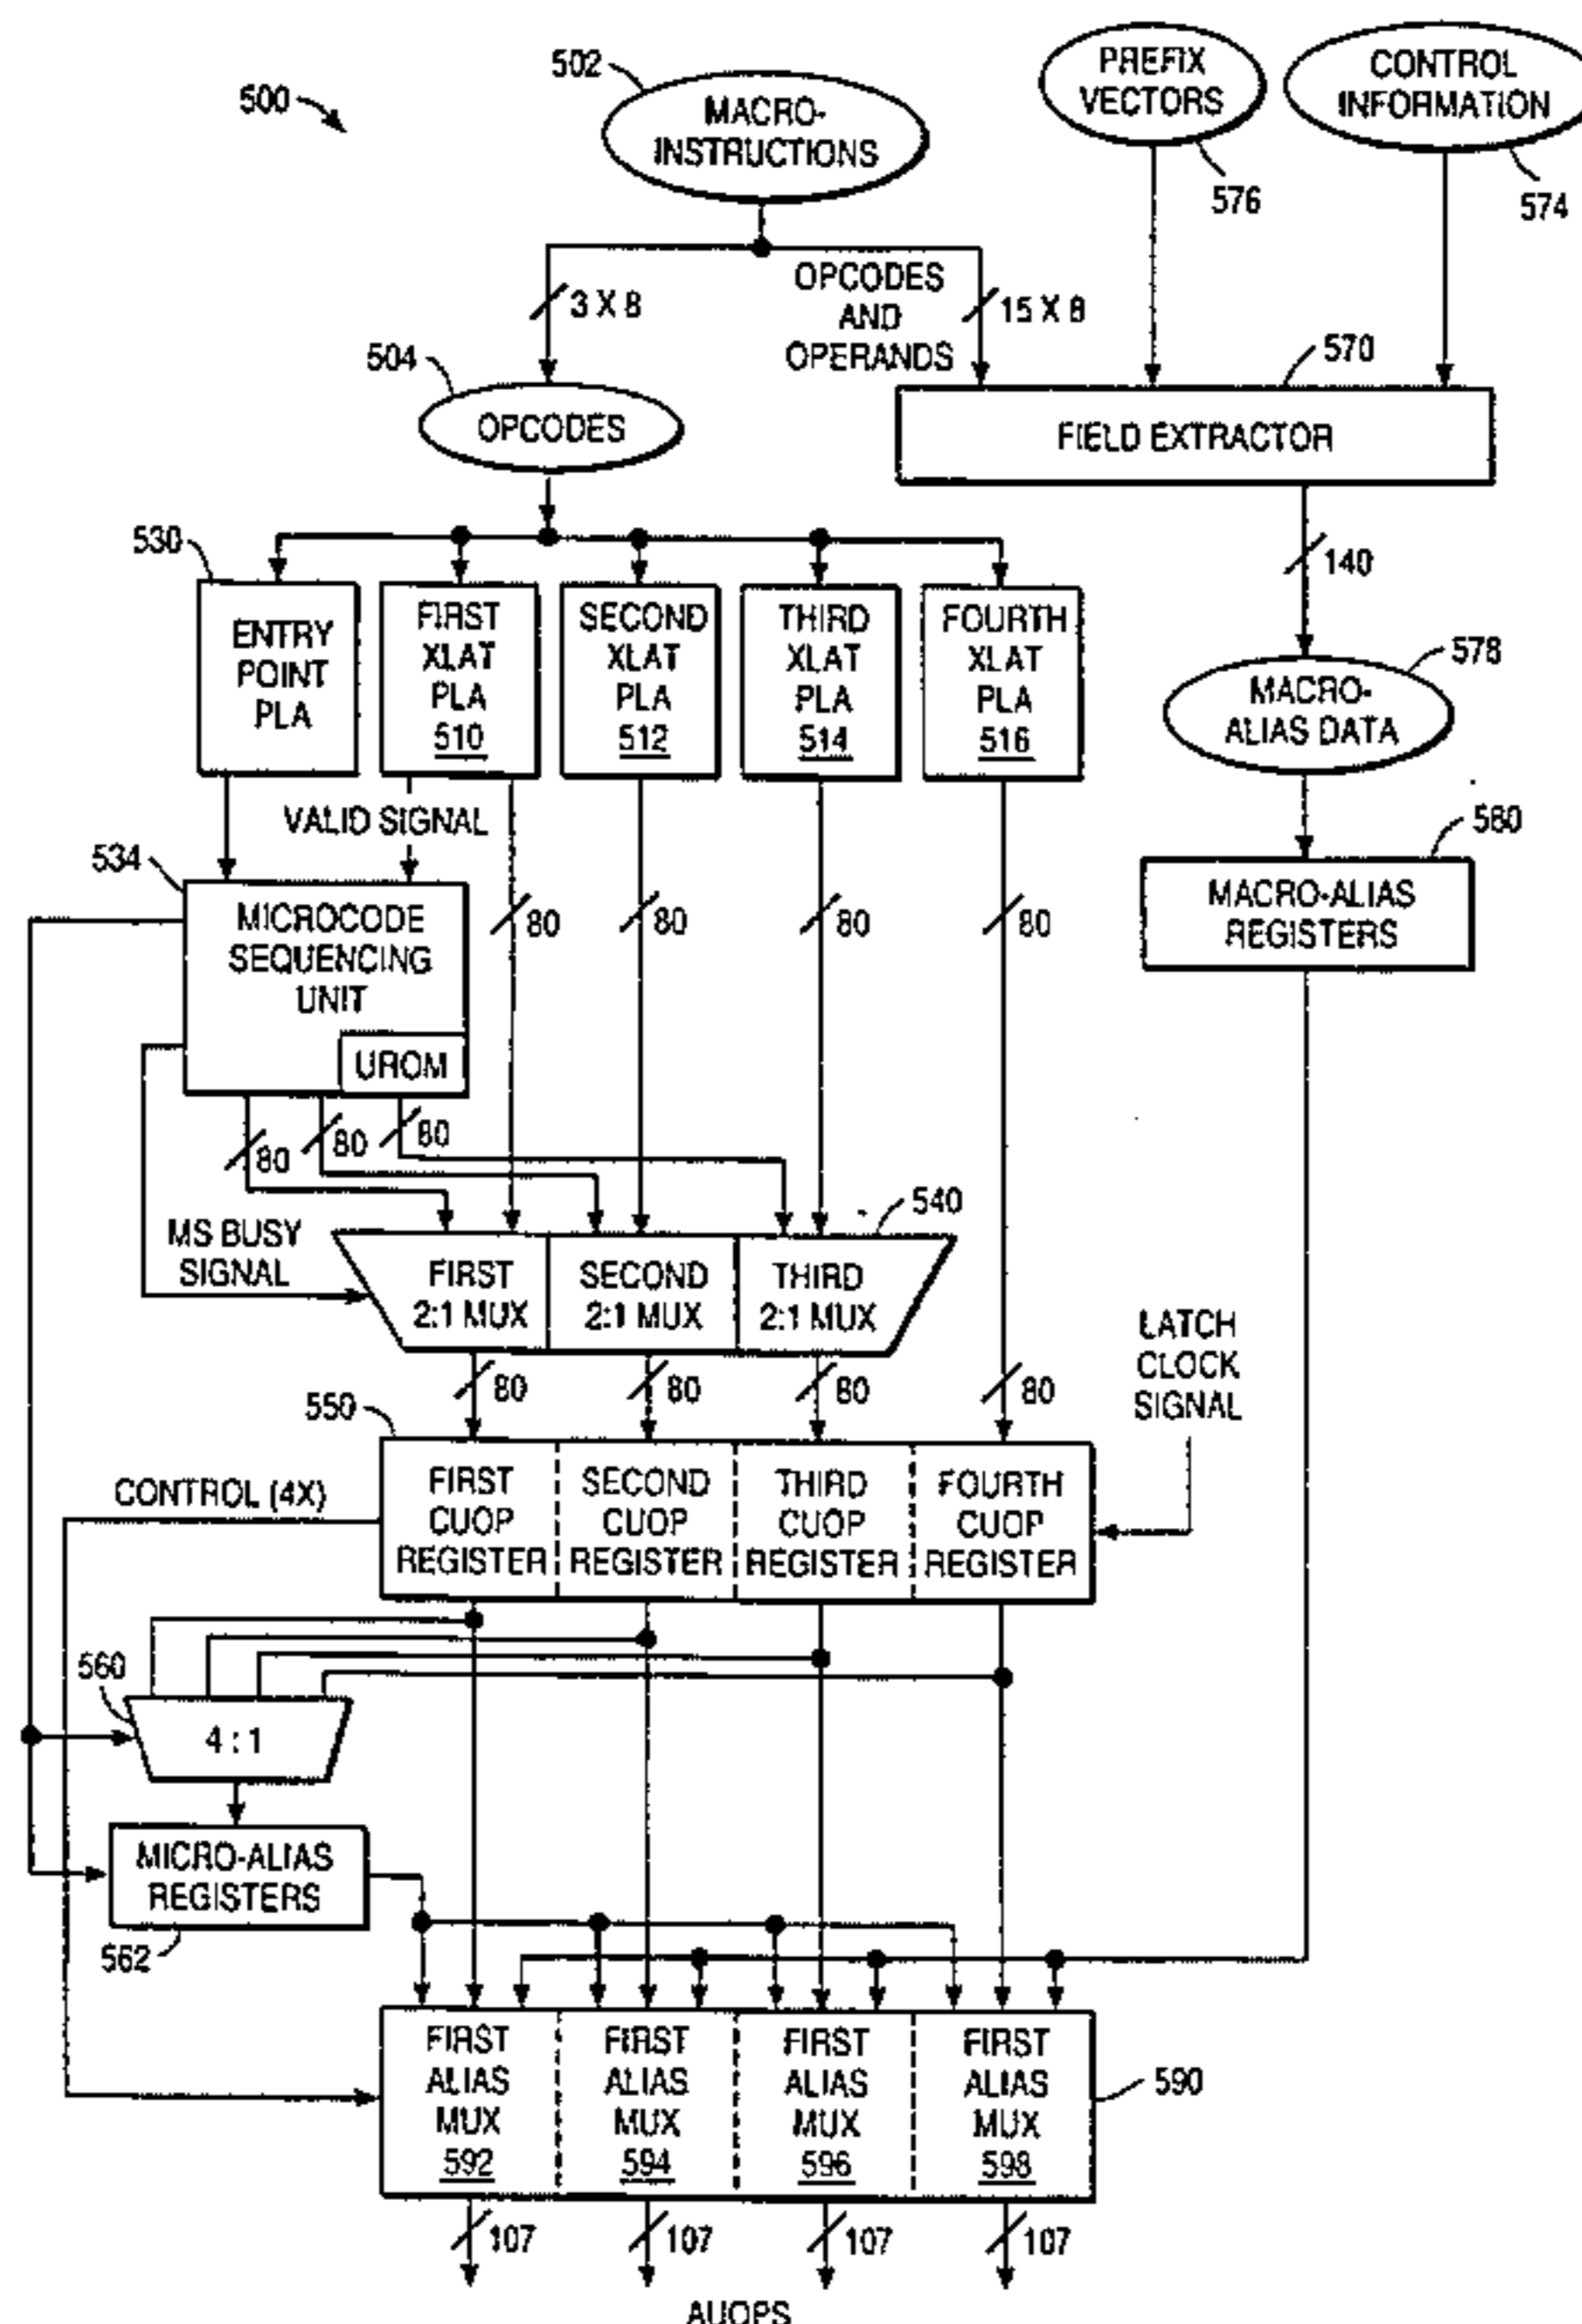 500
502
MACRO-
INSTRUCTIONS
PREFIX
VECTORS
576
CONTROL
INFORMATION
574
3 X 8
OPCODES
AND
OPERANDS
15 X 8
504
OPCODES
570
FIELD EXTRACTOR
140
530
ENTRY
POINT
PLA
FIRST
XLAT
PLA
510
SECOND
XLAT
PLA
512
THIRD
XLAT
PLA
514
FOURTH
XLAT
PLA
516
578
MACRO-
ALIAS DATA
VALID SIGNAL
580
MACRO-ALIAS
REGISTERS
534
MICROCODE
SEQUENCING
UNIT
UROM
80
80
80
80
80
80
80
MS BUSY
SIGNAL
540
FIRST
2:1 MUX
SECOND
2:1 MUX
THIRD
2:1 MUX
LATCH
CLOCK
SIGNAL
80
80
80
80
550
CONTROL (4X)
FIRST
CUOP
REGISTER
SECOND
CUOP
REGISTER
THIRD
CUOP
REGISTER
FOURTH
CUOP
REGISTER
560
4 : 1
MICRO-ALIAS
REGISTERS
562
FIRST
ALIAS
MUX
592
FIRST
ALIAS
MUX
594
FIRST
ALIAS
MUX
596
FIRST
ALIAS
MUX
598
590
107
107
107
107
AUOPS